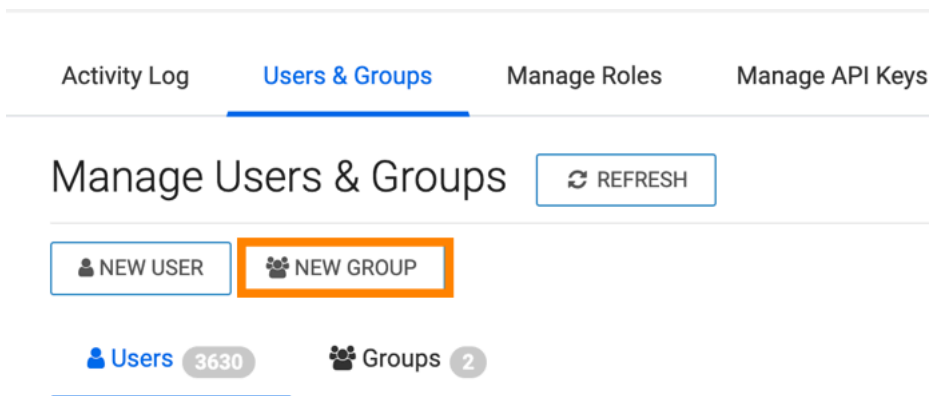 Activity Log Users & Groups Manage Roles Manage API Keys
Manage Users & Groups REFRESH
NEW USER NEW GROUP
Users 3630 Groups 2